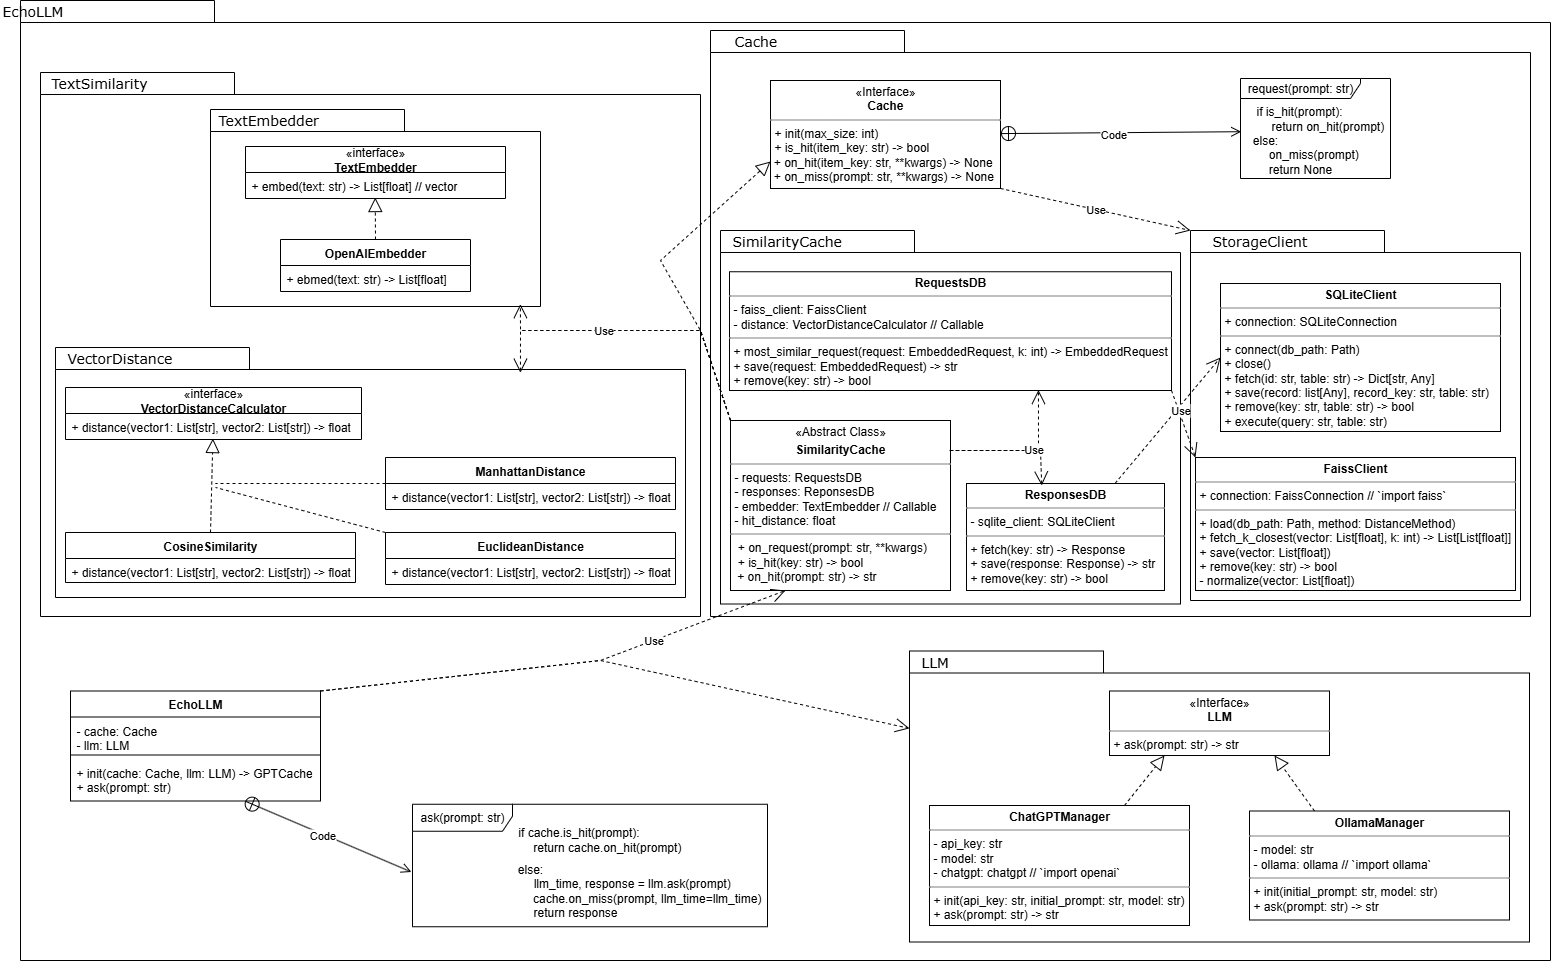 EchoLLM
TextSimilarity
TextEmbedder
«interface»
TextEmbedder
+ embed(text: str) -> List[float] // vector
OpenAIEmbedder
+ ebmed(text: str) -> List[float]
Use
VectorDistance
«interface»
VectorDistanceCalculator
+ distance(vector1: List[str], vector2: List[str]) -> float
ManhattanDistance
+ distance(vector1: List[str], vector2: List[str]) -> float
CosineSimilarity
+ distance(vector1: List[str], vector2: List[str]) -> float
EuclideanDistance
+ distance(vector1: List[str], vector2: List[str]) -> float
Cache
«Interface»
Cache
+ init(max_size: int)
+ is_hit(item_key: str) -> bool
+ on_hit(item_key: str, **kwargs) -> None
+ on_miss(prompt: str, **kwargs) -> None
Code
request(prompt: str)
if is_hit(prompt):
return on_hit(prompt)
else:
on_miss(prompt)
return None
Use
SimilarityCache
RequestsDB
- faiss_client: FaissClient
- distance: VectorDistanceCalculator // Callable
+ most_similar_request(request: EmbeddedRequest, k: int) -> EmbeddedRequest
+ save(request: EmbeddedRequest) -> str
+ remove(key: str) -> bool
«Abstract Class»
SimilarityCache
- requests: RequestsDB
- responses: ReponsesDB
- embedder: TextEmbedder // Callable
- hit_distance: float
+ on_request(prompt: str, **kwargs)
+ is_hit(key: str) -> bool
+ on_hit(prompt: str) -> str
Use
ResponsesDB
- sqlite_client: SQLiteClient
+ fetch(key: str) -> Response
+ save(response: Response) -> str
+ remove(key: str) -> bool
Use
StorageClient
SQLiteClient
+ connection: SQLiteConnection
+ connect(db_path: Path)
+ close()
+ fetch(id: str, table: str) -> Dict[str, Any]
+ save(record: list[Any], record_key: str, table: str)
+ remove(key: str, table: str) -> bool
+ execute(query: str, table: str)
FaissClient
+ connection: FaissConnection // `import faiss`
+ load(db_path: Path, method: DistanceMethod)
+ fetch_k_closest(vector: List[float], k: int) -> List[List[float]]
+ save(vector: List[float])
+ remove(key: str) -> bool
- normalize(vector: List[float])
Use
EchoLLM
- cache: Cache
- llm: LLM
+ init(cache: Cache, llm: LLM) -> GPTCache
+ ask(prompt: str)
Code
ask(prompt: str)
if cache.is_hit(prompt):
return cache.on_hit(prompt)
else:
llm_time, response = llm.ask(prompt)
cache.on_miss(prompt, llm_time=llm_time)
return response
LLM
«Interface»
LLM
+ ask(prompt: str) -> str
ChatGPTManager
- api_key: str
- model: str
- chatgpt: chatgpt // `import openai`
+ init(api_key: str, initial_prompt: str, model: str)
+ ask(prompt: str) -> str
OllamaManager
- model: str
- ollama: ollama // `import ollama`
+ init(initial_prompt: str, model: str)
+ ask(prompt: str) -> str